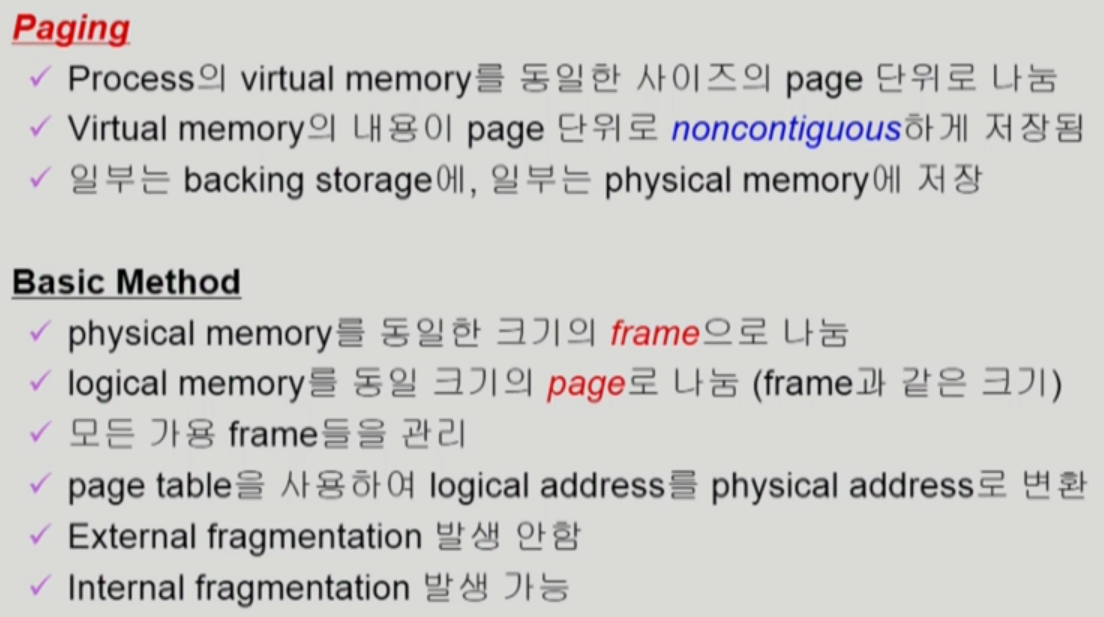 Paging
✓ Process의 virtual memory를 동일한 사이즈의 page 단위로 나눔
✓ Virtual memory의 내용이 page 단위로 noncontiguous하게 저장됨
✓ 일부는 backing storage에, 일부는 physical memory에 저장
Basic Method
✓ physical memory를 동일한 크기의 frame으로 나눔
✓ logical memory를 동일 크기의 page로 나눔 (frame과 같은 크기)
✓ 모든 가용 frame들을 관리
✓ page table을 사용하여 logical address를 physical address로 변환
✓ External fragmentation 발생 안함
✓ Internal fragmentation 발생 가능